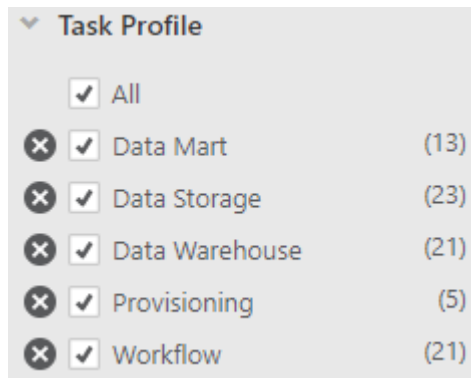 Task Profile
All
Data Mart (13)
Data Storage (23)
Data Warehouse (21)
Provisioning (5)
Workflow (21)